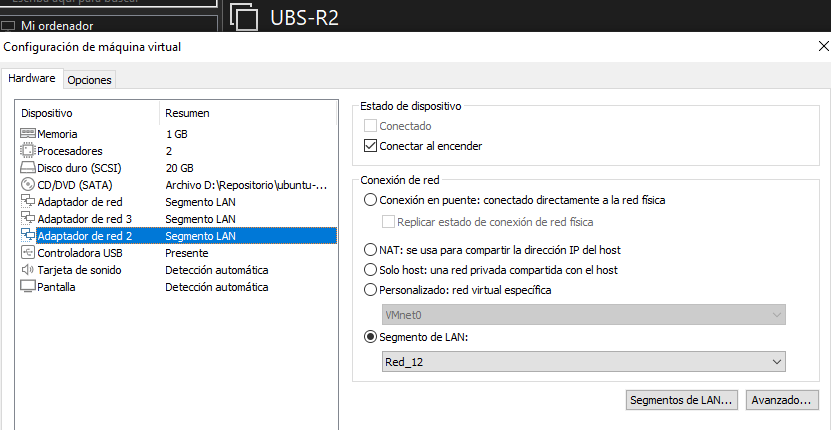 Escriba aquí para buscar
Mi ordenador
UBS-R2
Configuración de máquina virtual
Hardware
Opciones
Dispositivo Resumen
Memoria 1 GB
Procesadores 2
Disco duro (SCSI) 20 GB
CD/DVD (SATA) Archivo D:\Repositorio\ubuntu-...
Adaptador de red Segmento LAN
Adaptador de red 3 Segmento LAN
Adaptador de red 2 Segmento LAN
Controladora USB Presente
Tarjeta de sonido Detección automática
Pantalla Detección automática
Estado de dispositivo
Conectado
Conectar al encender
Conexión de red
Conexión en puente: conectado directamente a la red física
Replicar estado de conexión de red física
NAT: se usa para compartir la dirección IP del host
Solo host: una red privada compartida con el host
Personalizado: red virtual específica
VMnet0
Segmento de LAN:
Red_12
Segmentos de LAN...
Avanzado...